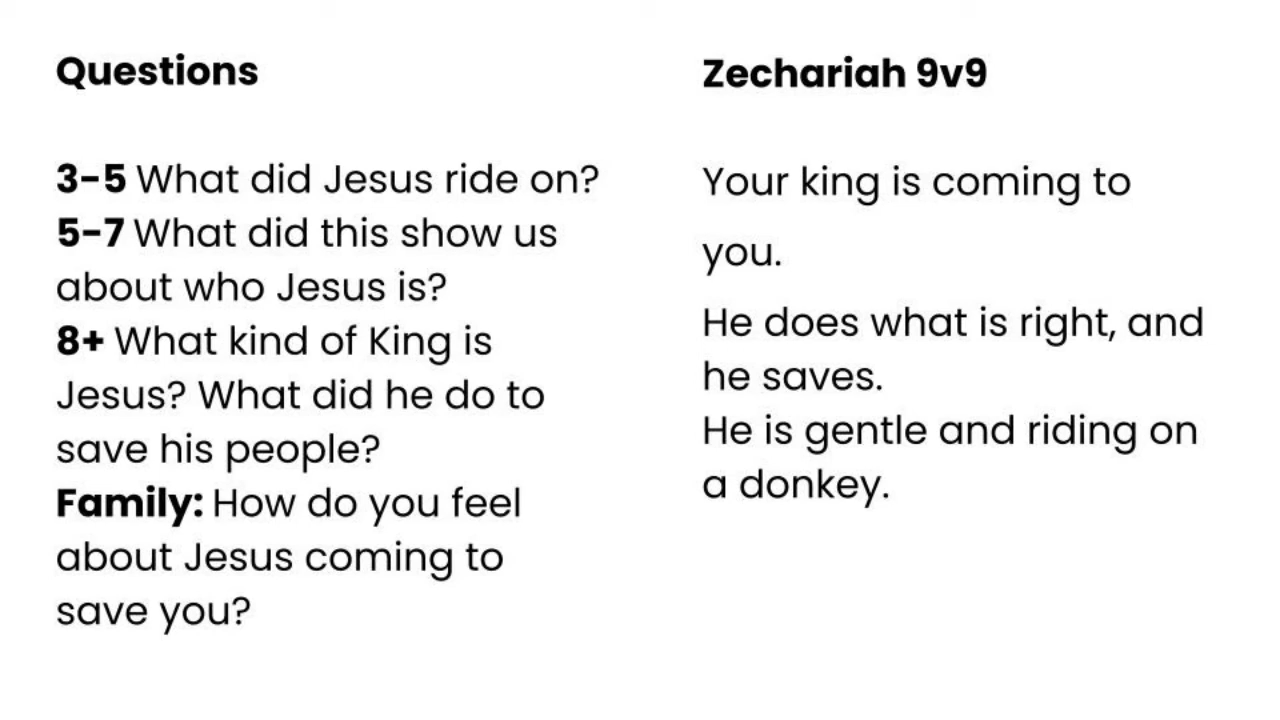 Questions
3-5 What did Jesus ride on?
5-7 What did this show us
about who Jesus is?
8+ What kind of King is
Jesus? What did he do to
save his people?
Family: How do you feel
about Jesus coming to
save you?
Zechariah 9v9
Your king is coming to
you.
He does what is right, and
he saves.
He is gentle and riding on
a donkey.